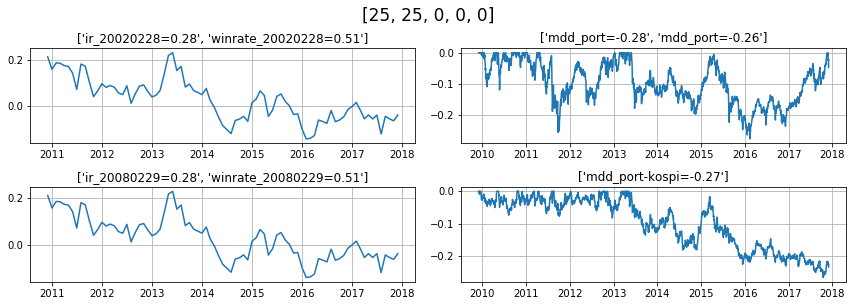 [25, 25, 0, 0, 0]
['ir_20020228=0.28', 'winrate_20020228=0.51']
0.2
0.0
2011 2012 2013 2014 2015 2016 2017 2018
['mdd_port=-0.28', 'mdd_port=-0.26']
0.0
−0.1
−0.2
2010 2011 2012 2013 2014 2015 2016 2017 2018
['ir_20080229=0.28', 'winrate_20080229=0.51']
0.2
0.0
2011 2012 2013 2014 2015 2016 2017 2018
['mdd_port-kospi=-0.27']
0.0
−0.1
−0.2
2010 2011 2012 2013 2014 2015 2016 2017 2018